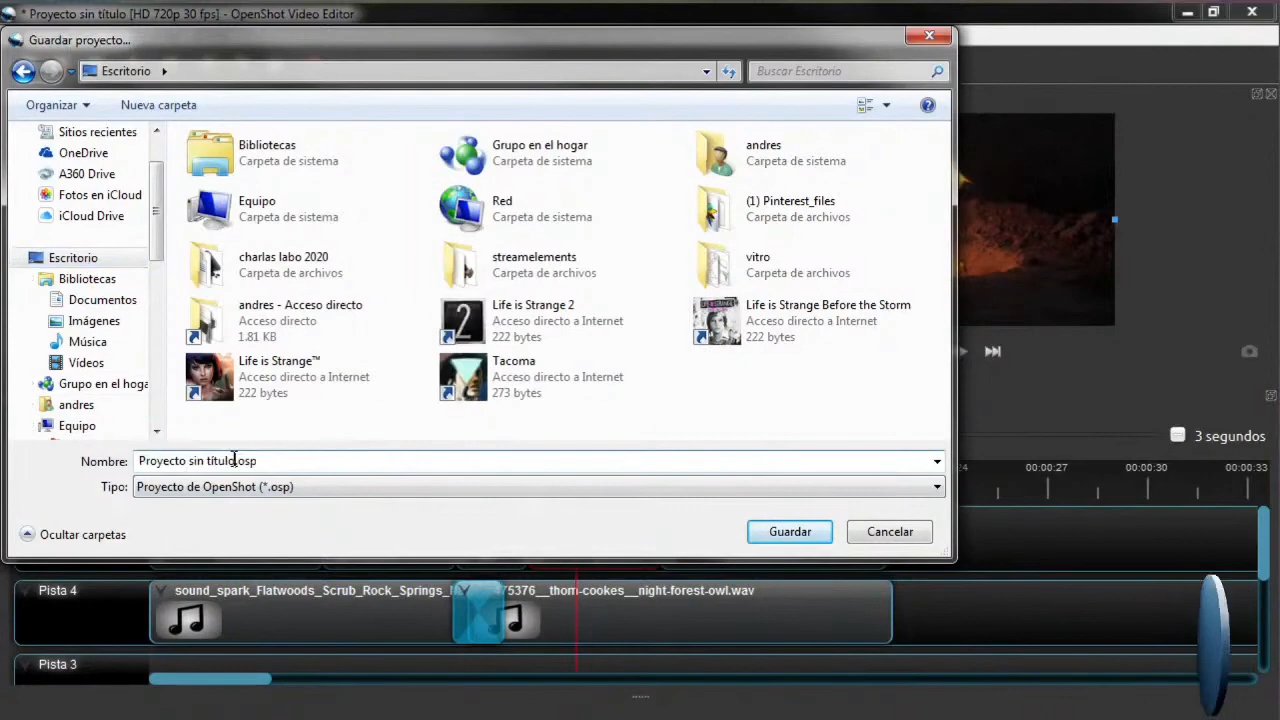 * Proyecto sin título [HD 720p 30 fps] - OpenShot Video Editor
Guardar proyecto...
Escritorio
Buscar Escritorio
Organizar
Nueva carpeta
Sitios recientes
OneDrive
A360 Drive
Fotos en iCloud
iCloud Drive
Escritorio
Bibliotecas
Documentos
Imágenes
Música
Vídeos
Grupo en el hoga
andres
Equipo
Bibliotecas
Carpeta de sistema
Grupo en el hogar
Carpeta de sistema
andres
Carpeta de sistema
Equipo
Carpeta de sistema
Red
Carpeta de sistema
(1) Pinterest_files
Carpeta de archivos
charlas labo 2020
Carpeta de archivos
streamelements
Carpeta de archivos
vitro
Carpeta de archivos
andres - Acceso directo
Acceso directo
1.81 KB
Life is Strange 2
Acceso directo a Internet
222 bytes
Life is Strange Before the Storm
Acceso directo a Internet
222 bytes
Life is Strange™
Acceso directo a Internet
222 bytes
Tacoma
Acceso directo a Internet
273 bytes
Nombre: Proyecto sin título.osp
Tipo: Proyecto de OpenShot (*.osp)
Ocultar carpetas
Guardar
Cancelar
3 segundos
:24
00:00:27
00:00:30
00:00:33
Pista 4
sound_spark_Flatwoods_Scrub_Rock_Springs_
75376__thom-cookes__night-forest-owl.wav
Pista 3